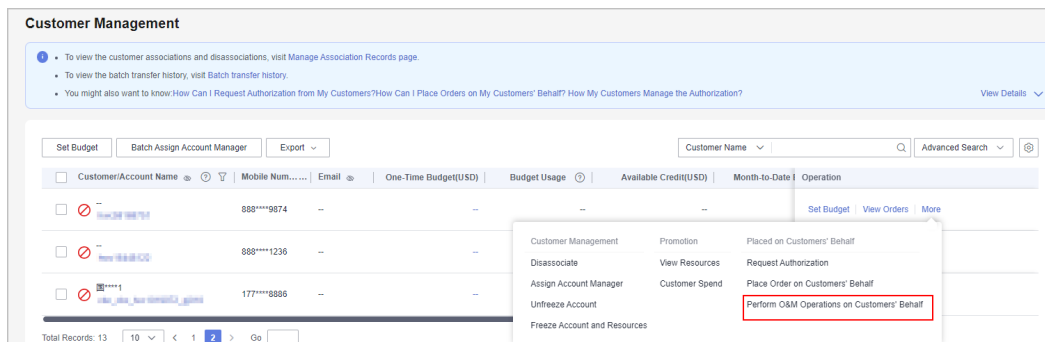 Customer Management
To view the customer associations and disassociations, visit Manage Association Records page.
To view the batch transfer history, visit Batch transfer history.
You might also want to know:How Can I Request Authorization from My Customers?How Can I Place Orders on My Customers' Behalf? How My Customers Manage the Authorization?
View Details
Set Budget
Batch Assign Account Manager
Export
Customer Name
Advanced Search
Customer/Account Name
Mobile Num... ...
Email
One-Time Budget(USD)
Budget Usage
Available Credit(USD)
Month-to-Date
Operation
--
888****9874
--
--
--
--
Set Budget
View Orders
More
--
888****1236
--
--
国****1
177****8886
--
--
Customer Management
Promotion
Placed on Customers' Behalf
Disassociate
View Resources
Request Authorization
Assign Account Manager
Customer Spend
Place Order on Customers' Behalf
Unfreeze Account
Perform O&M Operations on Customers' Behalf
Freeze Account and Resources
Total Records: 13
10
<
1
2
>
Go